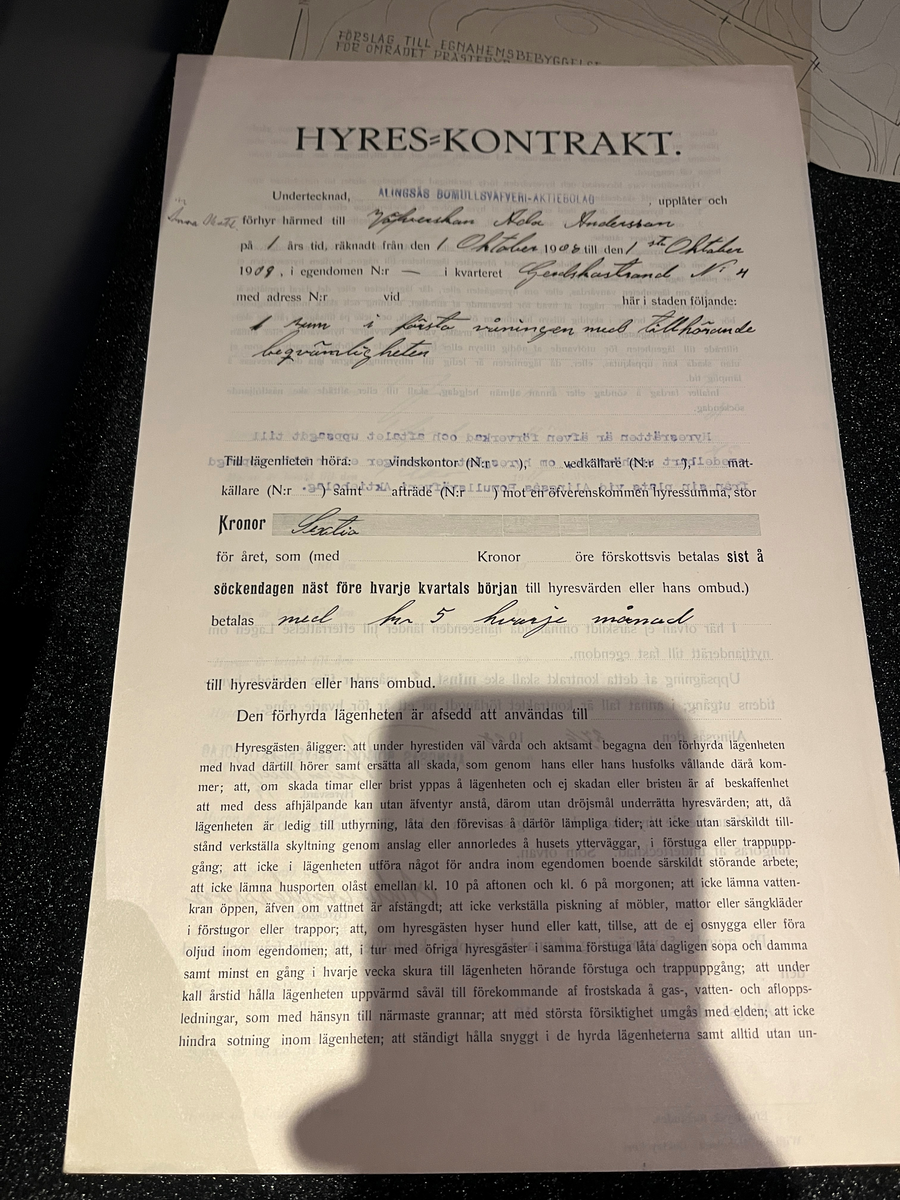 FÖRSLAG TILL EGNAHEMSBEBYGGELSE
FÖR OMRÅDET
HYRES-KONTRAKT.
Undertecknad, ALINGSÅS BOMULLSVÄFVERI-AKTIEBOLAG, upplåter och
förhyr härmed till Ada Andersson
på 1 års tid, räknadt från den 1 Oktober 1908 till den 1 ste Oktober
1909, i egendomen N:r — i kvarteret N:r 4
med adress N:r vid här i staden följande:
1 rum i första våningen med tillhörande
beqvämligheten
Till lägenheten höra: vindskontor (N:r ), vedkällare (N:r ), mat-
källare (N:r ) samt afträde (N:r ) mot en öfverenskommen hyressumma, stor
Kronor Sextio
för året, som (med Kronor öre förskottsvis betalas sist å
söckendagen näst före hvarje kvartals början till hyresvärden eller hans ombud.)
betalas med kr 5 hvarje månad
till hyresvärden eller hans ombud.
Den förhyrda lägenheten är afsedd att användas till
Hyresgästen åligger: att under hyrestiden väl vårda och aktsamt begagna den förhyrda lägenheten
med hvad därtill hörer samt ersätta all skada, som genom hans eller hans husfolks vållande därå kom-
mer; att, om skada timar eller brist yppas å lägenheten och ej skadan eller bristen är af beskaffenhet
att med dess afhjälpande kan utan äfventyr anstå, därom utan dröjsmål underrätta hyresvärden; att, då
lägenheten är ledig till uthyrning, låta den förevisas å därtör lämpliga tider; att icke utan särskildt till-
stånd verkställa skyltning genom anslag eller annorledes å husets ytterväggar, i förstuga eller trappupp-
gång; att icke i lägenheten utföra något för andra inom egendomen boende särskildt störande arbete;
att icke lämna husporten olåst emellan kl. 10 på aftonen och kl. 6 på morgonen; att icke lämna vatten-
kran öppen, äfven om vattnet är afstängdt; att icke verkställa piskning af möbler, mattor eller sängkläder
i förstugor eller trappor; att, om hyresgästen hyser hund eller katt, tillse, att de ej osnygga eller föra
oljud inom egendomen; att, i tur med öfriga hyresgäster i samma förstuga låta dagligen sopa och damma
samt minst en gång i hvarje vecka skura till lägenheten hörande förstuga och trappuppgång; att under
kall årstid hålla lägenheten uppvärmd såväl till förekommande af frostskada å gas-, vatten- och aflopps-
ledningar, som med hänsyn till närmaste grannar; att med största försiktighet umgås med elden; att icke
hindra sotning inom lägenheten; att ständigt hålla snyggt i de hyrda lägenheterna samt alltid utan un-